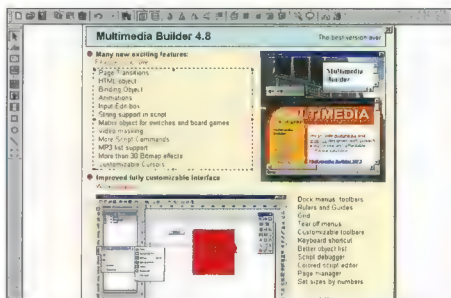 Multimedia Builder 4.8
The best version ever
Many new exciting features:
Page Transitions
HTML object
Binding Object
Animations
Input Edit box
String support in script
Matrix object for switches and board games
Video masking
More Script Commands
MP3 list support
More than 30 Bitmap effects
Customizable Cursors
Multimedia
Builder
MULTIMEDIA
Improved fully customizable interface
Dock menus, toolbars
Rulers and Guides
Grid
Tear off menus
Customizable toolbars
Keyboard shortcut
Better object list
Script debugger
Colored script editor
Page manager
Set sizes by numbers